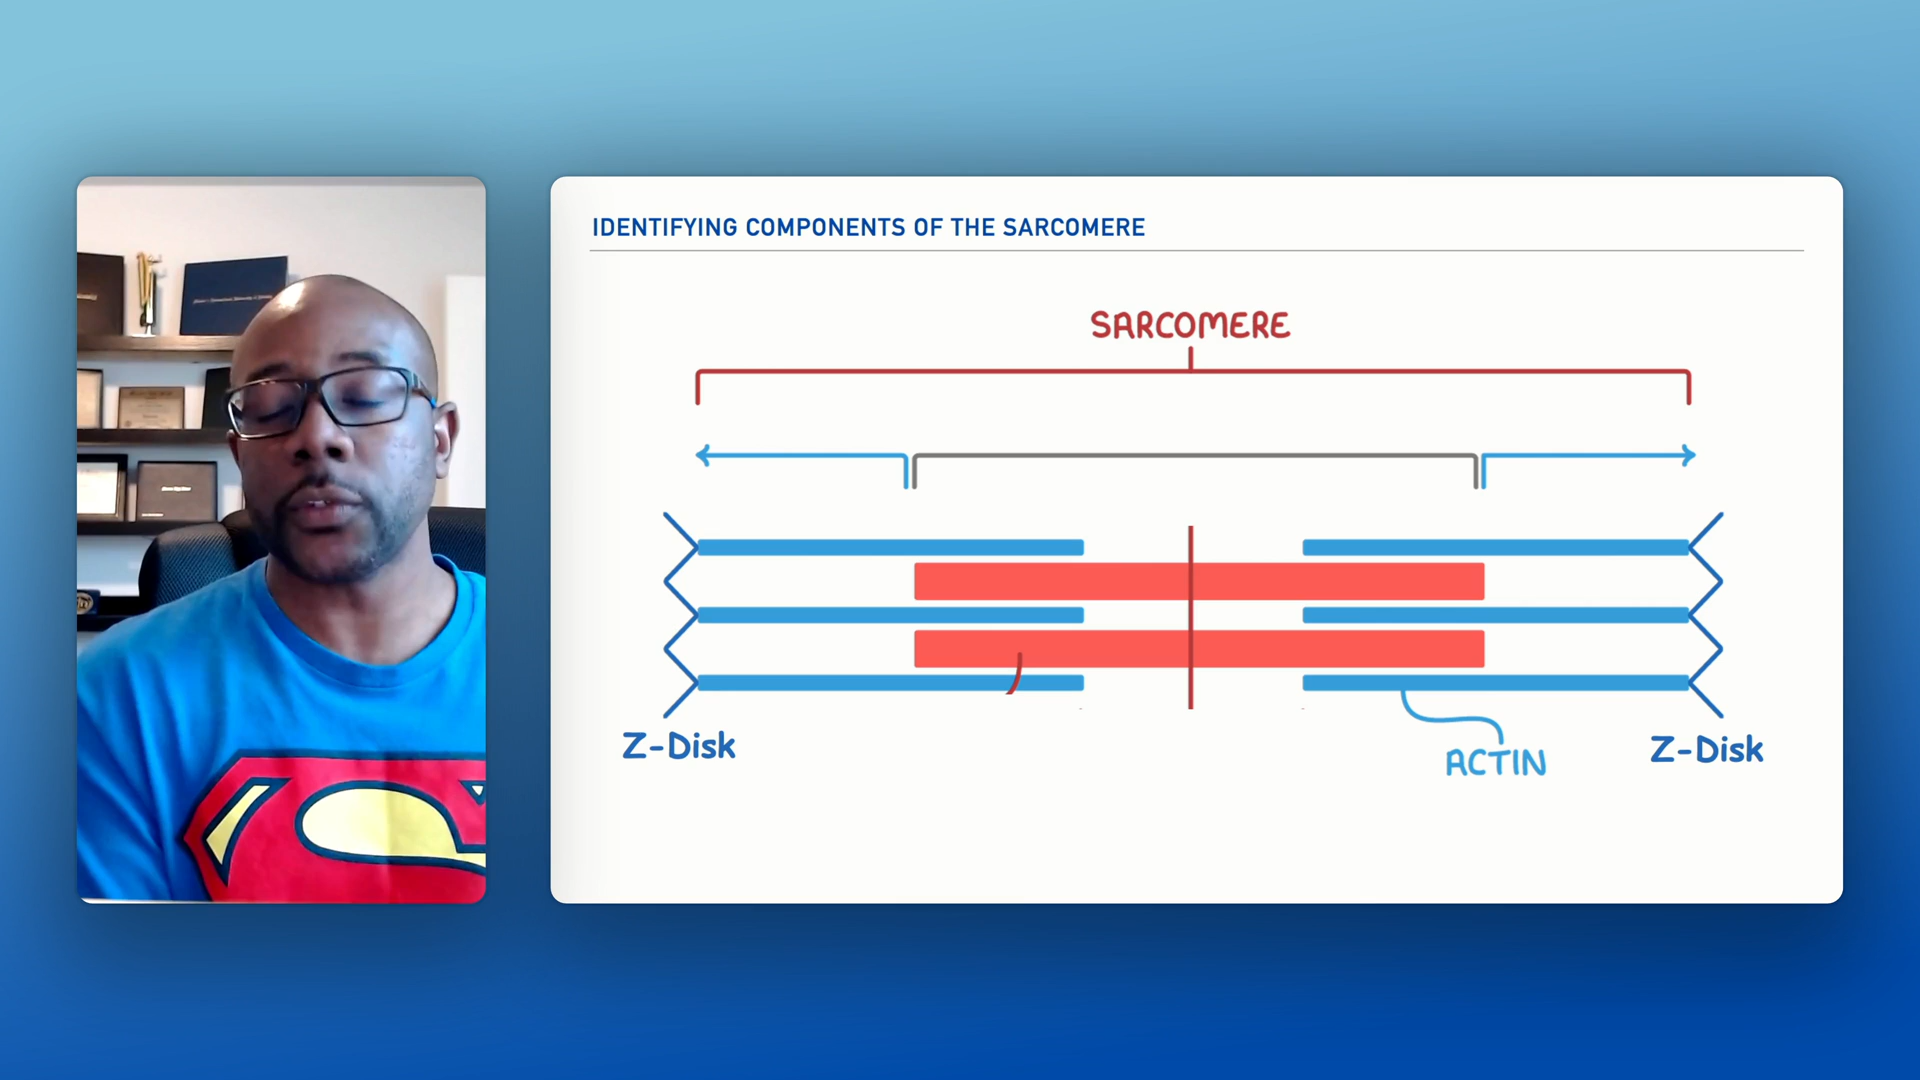 IDENTIFYING COMPONENTS OF THE SARCOMERE
SARCOMERE
Z-Disk
ACTIN
Z-Disk